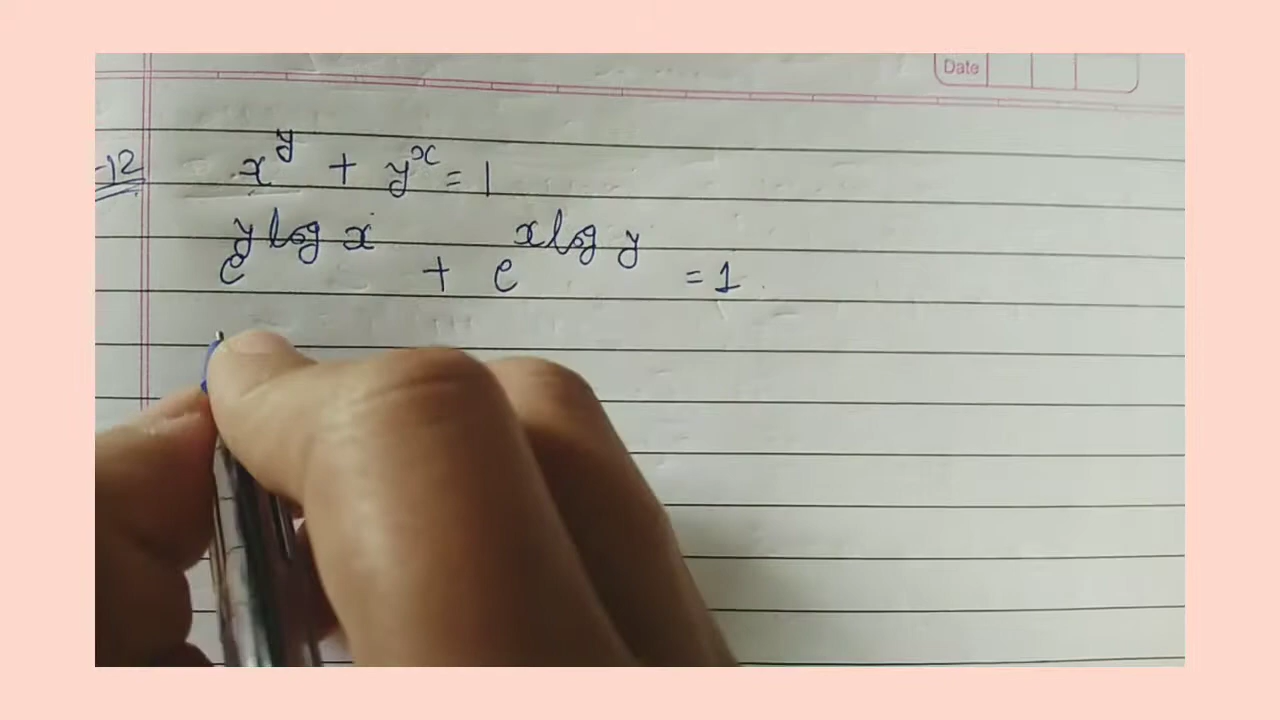 Date
-12 x^y + y^x = 1
e^{y log x} + e^{x log y} = 1